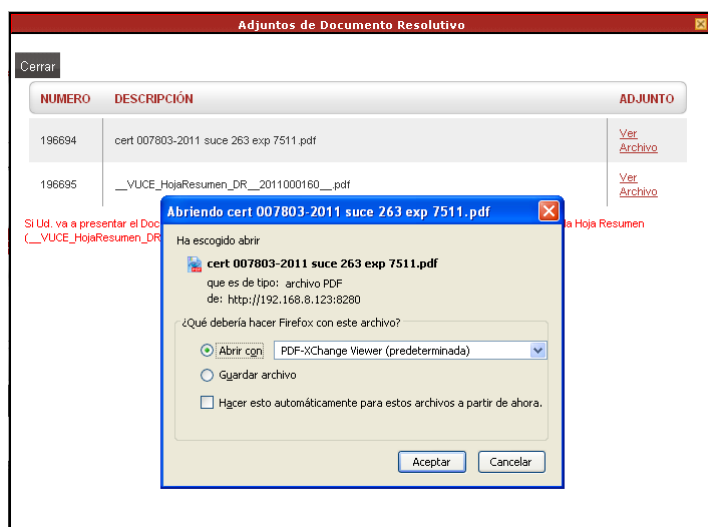 Adjuntos de Documento Resolutivo
Cerrar
NUMERO DESCRIPCIÓN ADJUNTO
196694 cert 007803-2011 suce 263 exp 7511.pdf Ver
Archivo
196695 __VUCE_HojaResumen_DR__2011000160__.pdf Ver
Archivo
Si Ud. va a presentar el Doc
la Hoja Resumen
(__VUCE_HojaResumen_DR
Abriendo cert 007803-2011 suce 263 exp 7511.pdf
Ha escogido abrir
cert 007803-2011 suce 263 exp 7511.pdf
que es de tipo: archivo PDF
de: http://192.168.8.123:8280
¿Qué debería hacer Firefox con este archivo?
Abrir con PDF-XChange Viewer (predeterminada)
Guardar archivo
Hacer esto automáticamente para estos archivos a partir de ahora.
Aceptar Cancelar